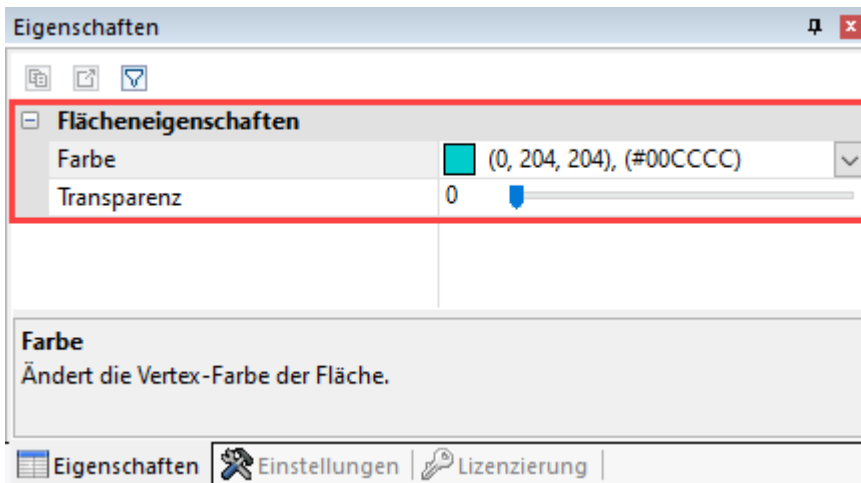 Eigenschaften
Flächeneigenschaften
Farbe (0, 204, 204), (#00CCCC)
Transparenz 0
Farbe
Ändert die Vertex-Farbe der Fläche.
Eigenschaften Einstellungen Lizenzierung